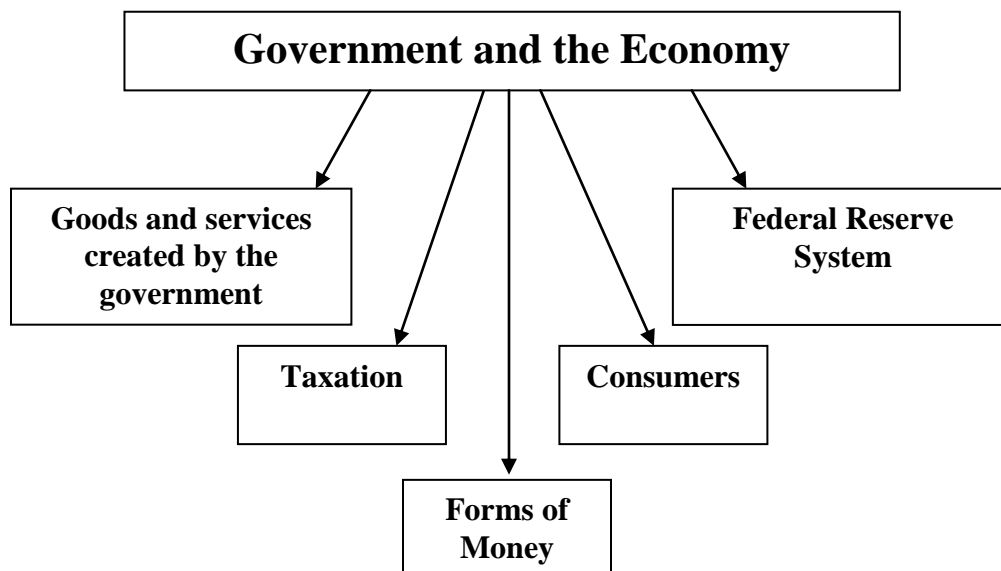 Government and the Economy
Goods and services
created by the
government
Federal Reserve
System
Taxation
Consumers
Forms of
Money